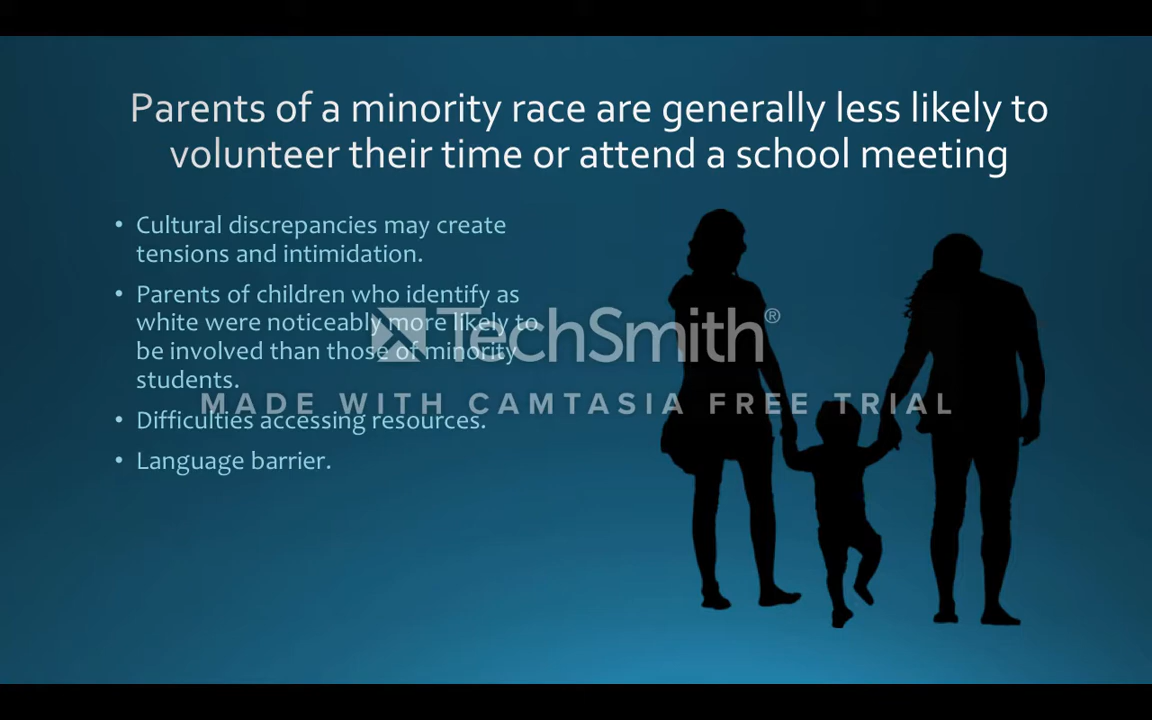 Parents of a minority race are generally less likely to
volunteer their time or attend a school meeting
• Cultural discrepancies may create
tensions and intimidation.
• Parents of children who identify as
white were noticeably more likely to
be involved than those of minority
students.
• Difficulties accessing resources.
• Language barrier.
TechSmith®
MADE WITH CAMTASIA FREE TRIAL